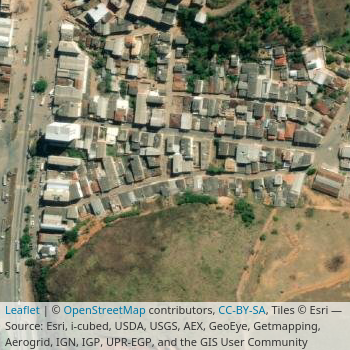 Leaflet | © OpenStreetMap contributors, CC-BY-SA, Tiles © Esri —
Source: Esri, i-cubed, USDA, USGS, AEX, GeoEye, Getmapping,
Aerogrid, IGN, IGP, UPR-EGP, and the GIS User Community